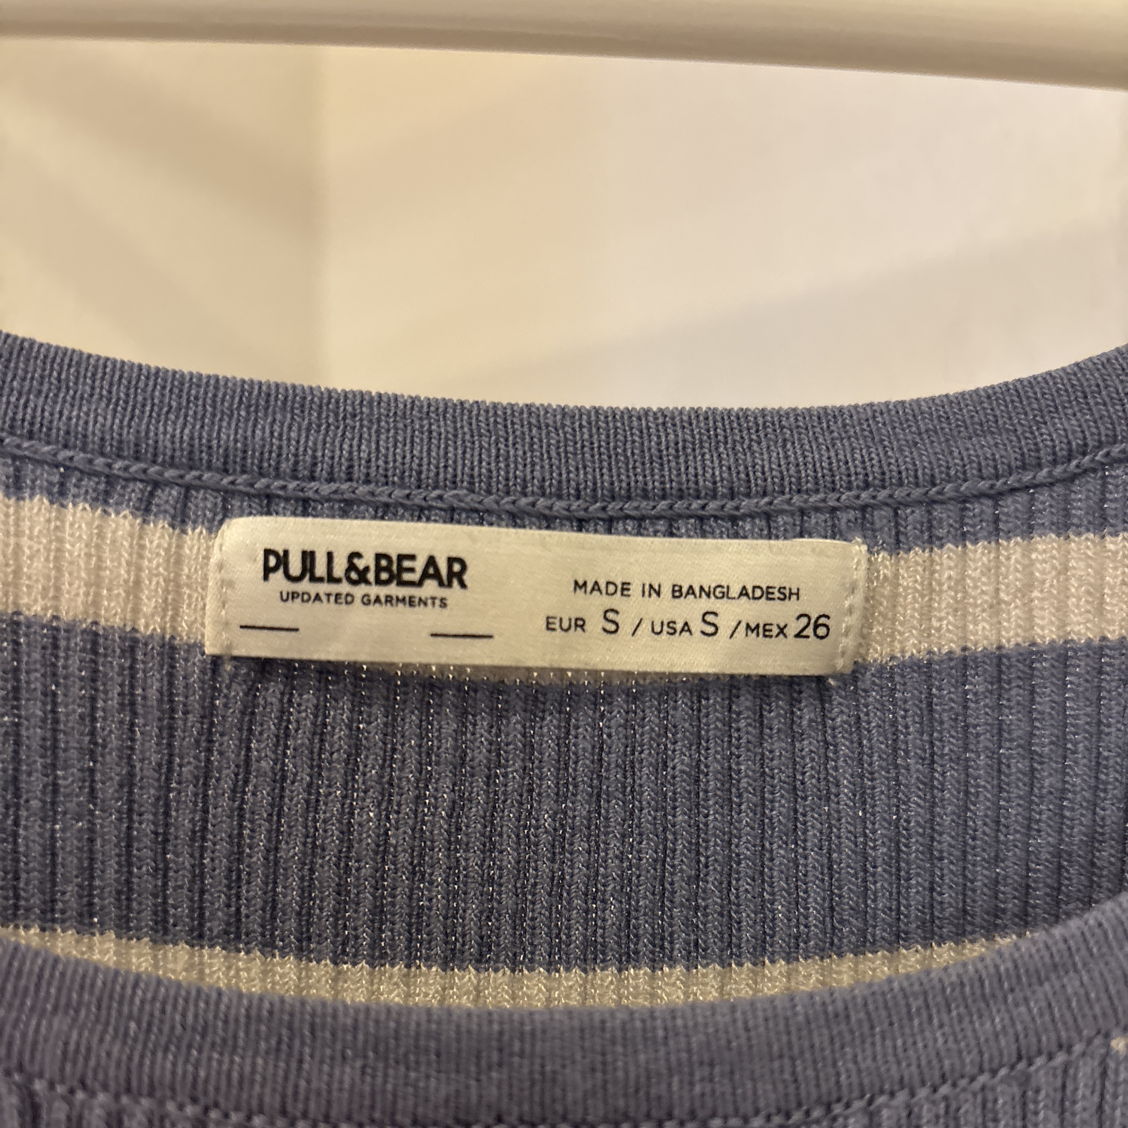 PULL&BEAR
UPDATED GARMENTS
MADE IN BANGLADESH
EUR S / USA S / MEX 26